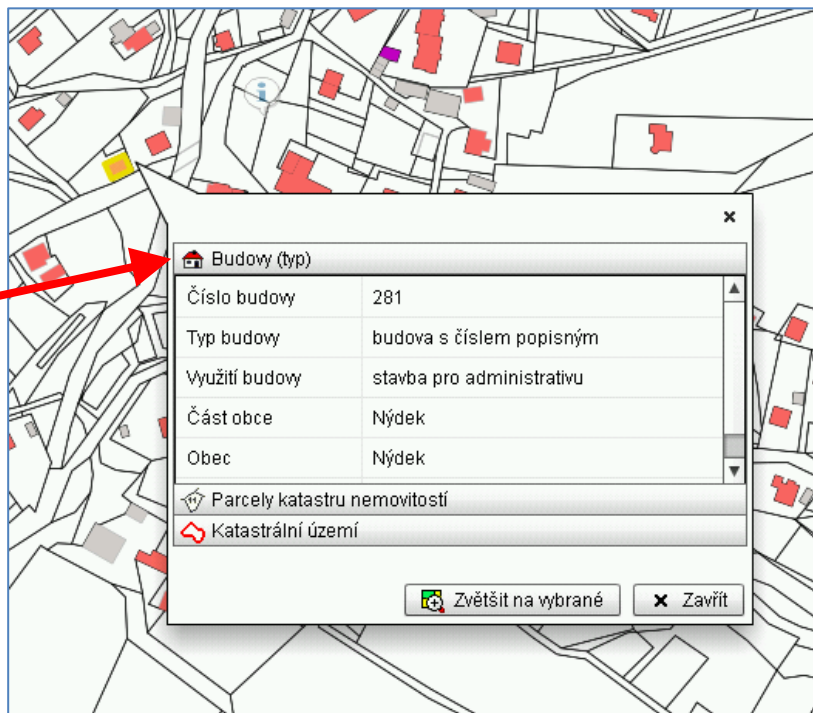 Budovy (typ)
Číslo budovy 281
Typ budovy budova s číslem popisným
Využití budovy stavba pro administrativu
Část obce Nýdek
Obec Nýdek
Parcely katastru nemovitostí
Katastrální území
Zvětšit na vybrané Zavřít